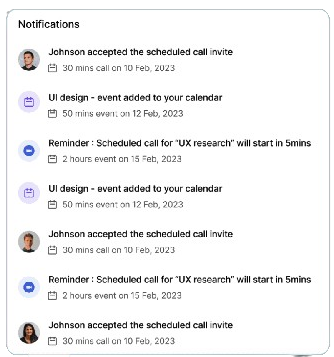 Notifications
Johnson accepted the scheduled call invite
30 mins call on 10 Feb, 2023
UI design - event added to your calendar
50 mins event on 12 Feb, 2023
Reminder : Scheduled call for “UX research” will start in 5mins
2 hours event on 15 Feb, 2023
UI design - event added to your calendar
50 mins event on 12 Feb, 2023
Johnson accepted the scheduled call invite
30 mins call on 10 Feb, 2023
Reminder : Scheduled call for “UX research” will start in 5mins
2 hours event on 15 Feb, 2023
Johnson accepted the scheduled call invite
30 mins call on 10 Feb, 2023